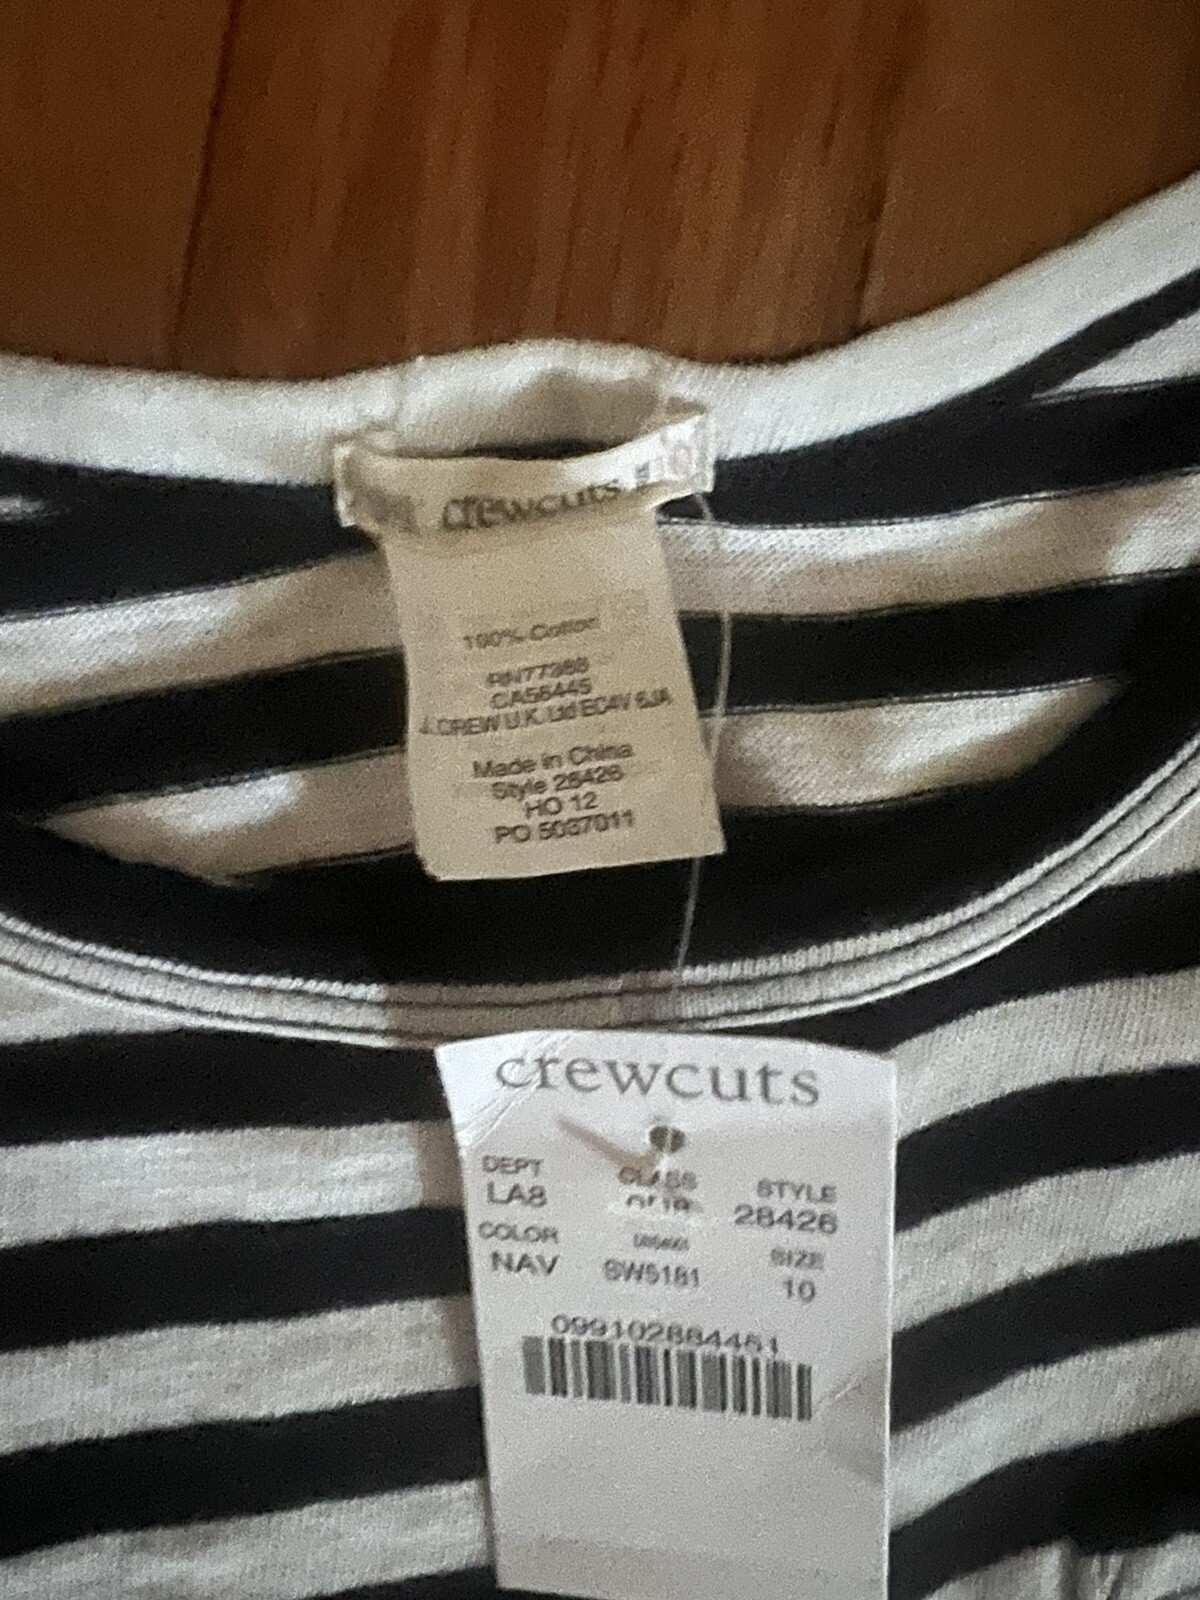 crewcuts
100% Cotton
RN77388
CA56445
J.CREW U.K. Ltd EC4V 6JA
Made in China
Style 28426
HO 12
PO 5037011
crewcuts
DEPT CLASS STYLE
LA8 28426
COLOR SIZE
NAV SW5181 10
099102884451